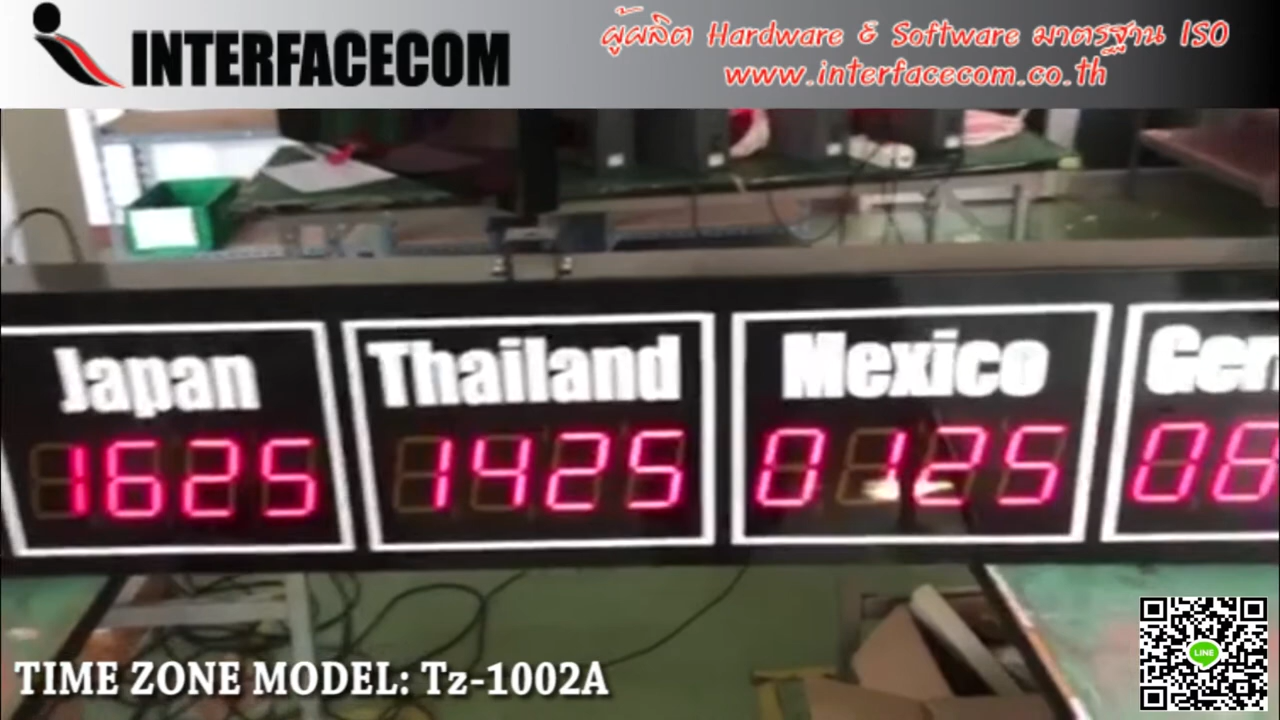 INTERFACECOM
ผู้ผลิต Hardware & Software มาตรฐาน ISO
www.interfacecom.co.th
Japan
Thailand
Mexico
1625
1425
0125
TIME ZONE MODEL: Tz-1002A
LINE